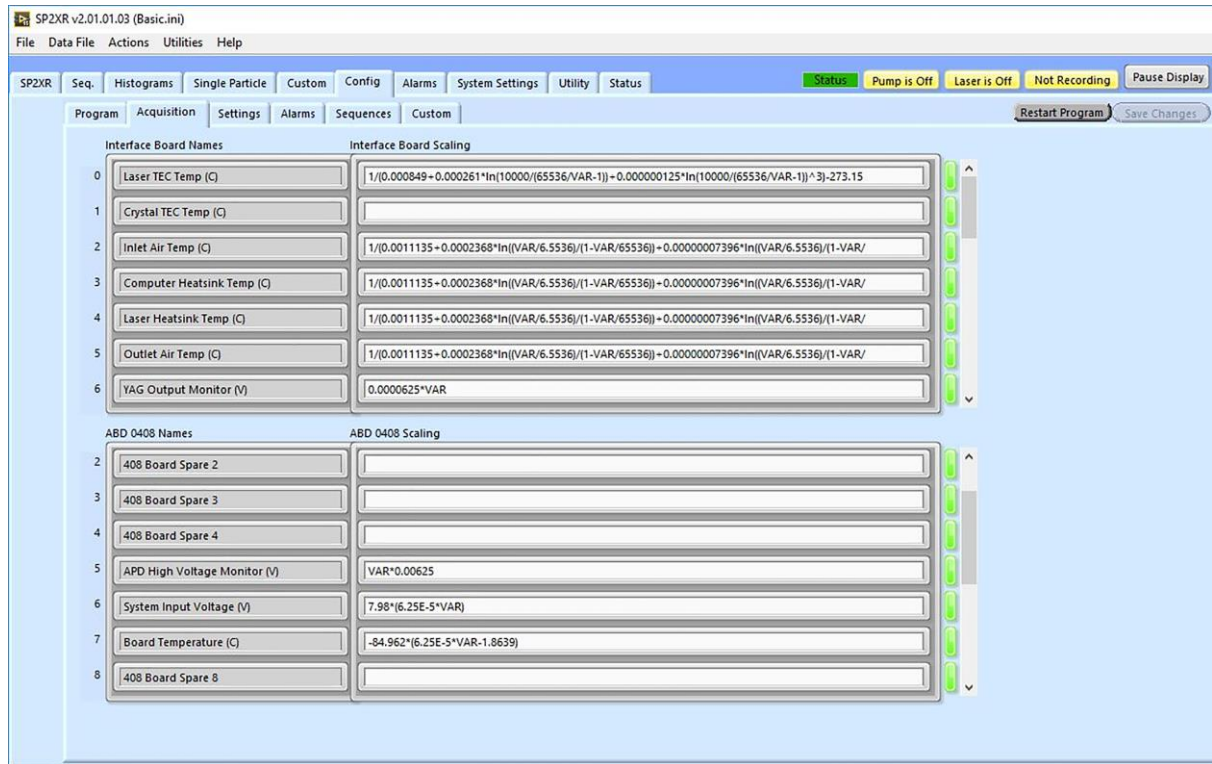 SP2XR v2.01.01.03 (Basic.ini)
File Data File Actions Utilities Help
SP2XR Seq. Histograms Single Particle Custom Config Alarms System Settings Utility Status Status Pump is Off Laser is Off Not Recording Pause Display
Program Acquisition Settings Alarms Sequences Custom Restart Program Save Changes
Interface Board Names Interface Board Scaling
0 Laser TEC Temp (C) 1/(0.000849+0.000261*ln(10000/(65536/VAR-1))+0.000000125*ln(10000/(65536/VAR-1))^3)-273.15
1 Crystal TEC Temp (C)
2 Inlet Air Temp (C) 1/(0.0011135+0.0002368*ln((VAR/6.5536)/(1-VAR/65536))+0.00000007396*ln((VAR/6.5536)/(1-VAR/
3 Computer Heatsink Temp (C) 1/(0.0011135+0.0002368*ln((VAR/6.5536)/(1-VAR/65536))+0.00000007396*ln((VAR/6.5536)/(1-VAR/
4 Laser Heatsink Temp (C) 1/(0.0011135+0.0002368*ln((VAR/6.5536)/(1-VAR/65536))+0.00000007396*ln((VAR/6.5536)/(1-VAR/
5 Outlet Air Temp (C) 1/(0.0011135+0.0002368*ln((VAR/6.5536)/(1-VAR/65536))+0.00000007396*ln((VAR/6.5536)/(1-VAR/
6 YAG Output Monitor (V) 0.0000625*VAR
ABD 0408 Names ABD 0408 Scaling
2 408 Board Spare 2
3 408 Board Spare 3
4 408 Board Spare 4
5 APD High Voltage Monitor (V) VAR*0.00625
6 System Input Voltage (V) 7.98*(6.25E-5*VAR)
7 Board Temperature (C) -84.962*(6.25E-5*VAR-1.8639)
8 408 Board Spare 8